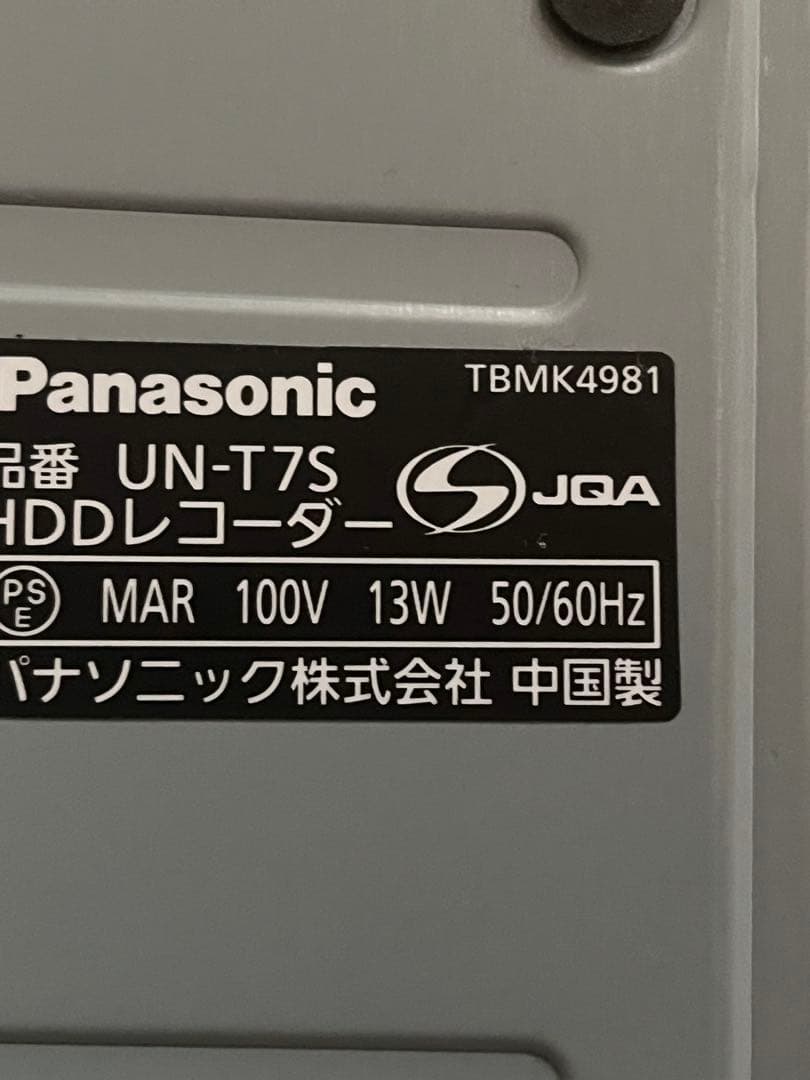 Panasonic TBMK4981
品番 UN-T7S
JQA
HDDレコーダー
PSE MAR 100V 13W 50/60Hz
パナソニック株式会社 中国製